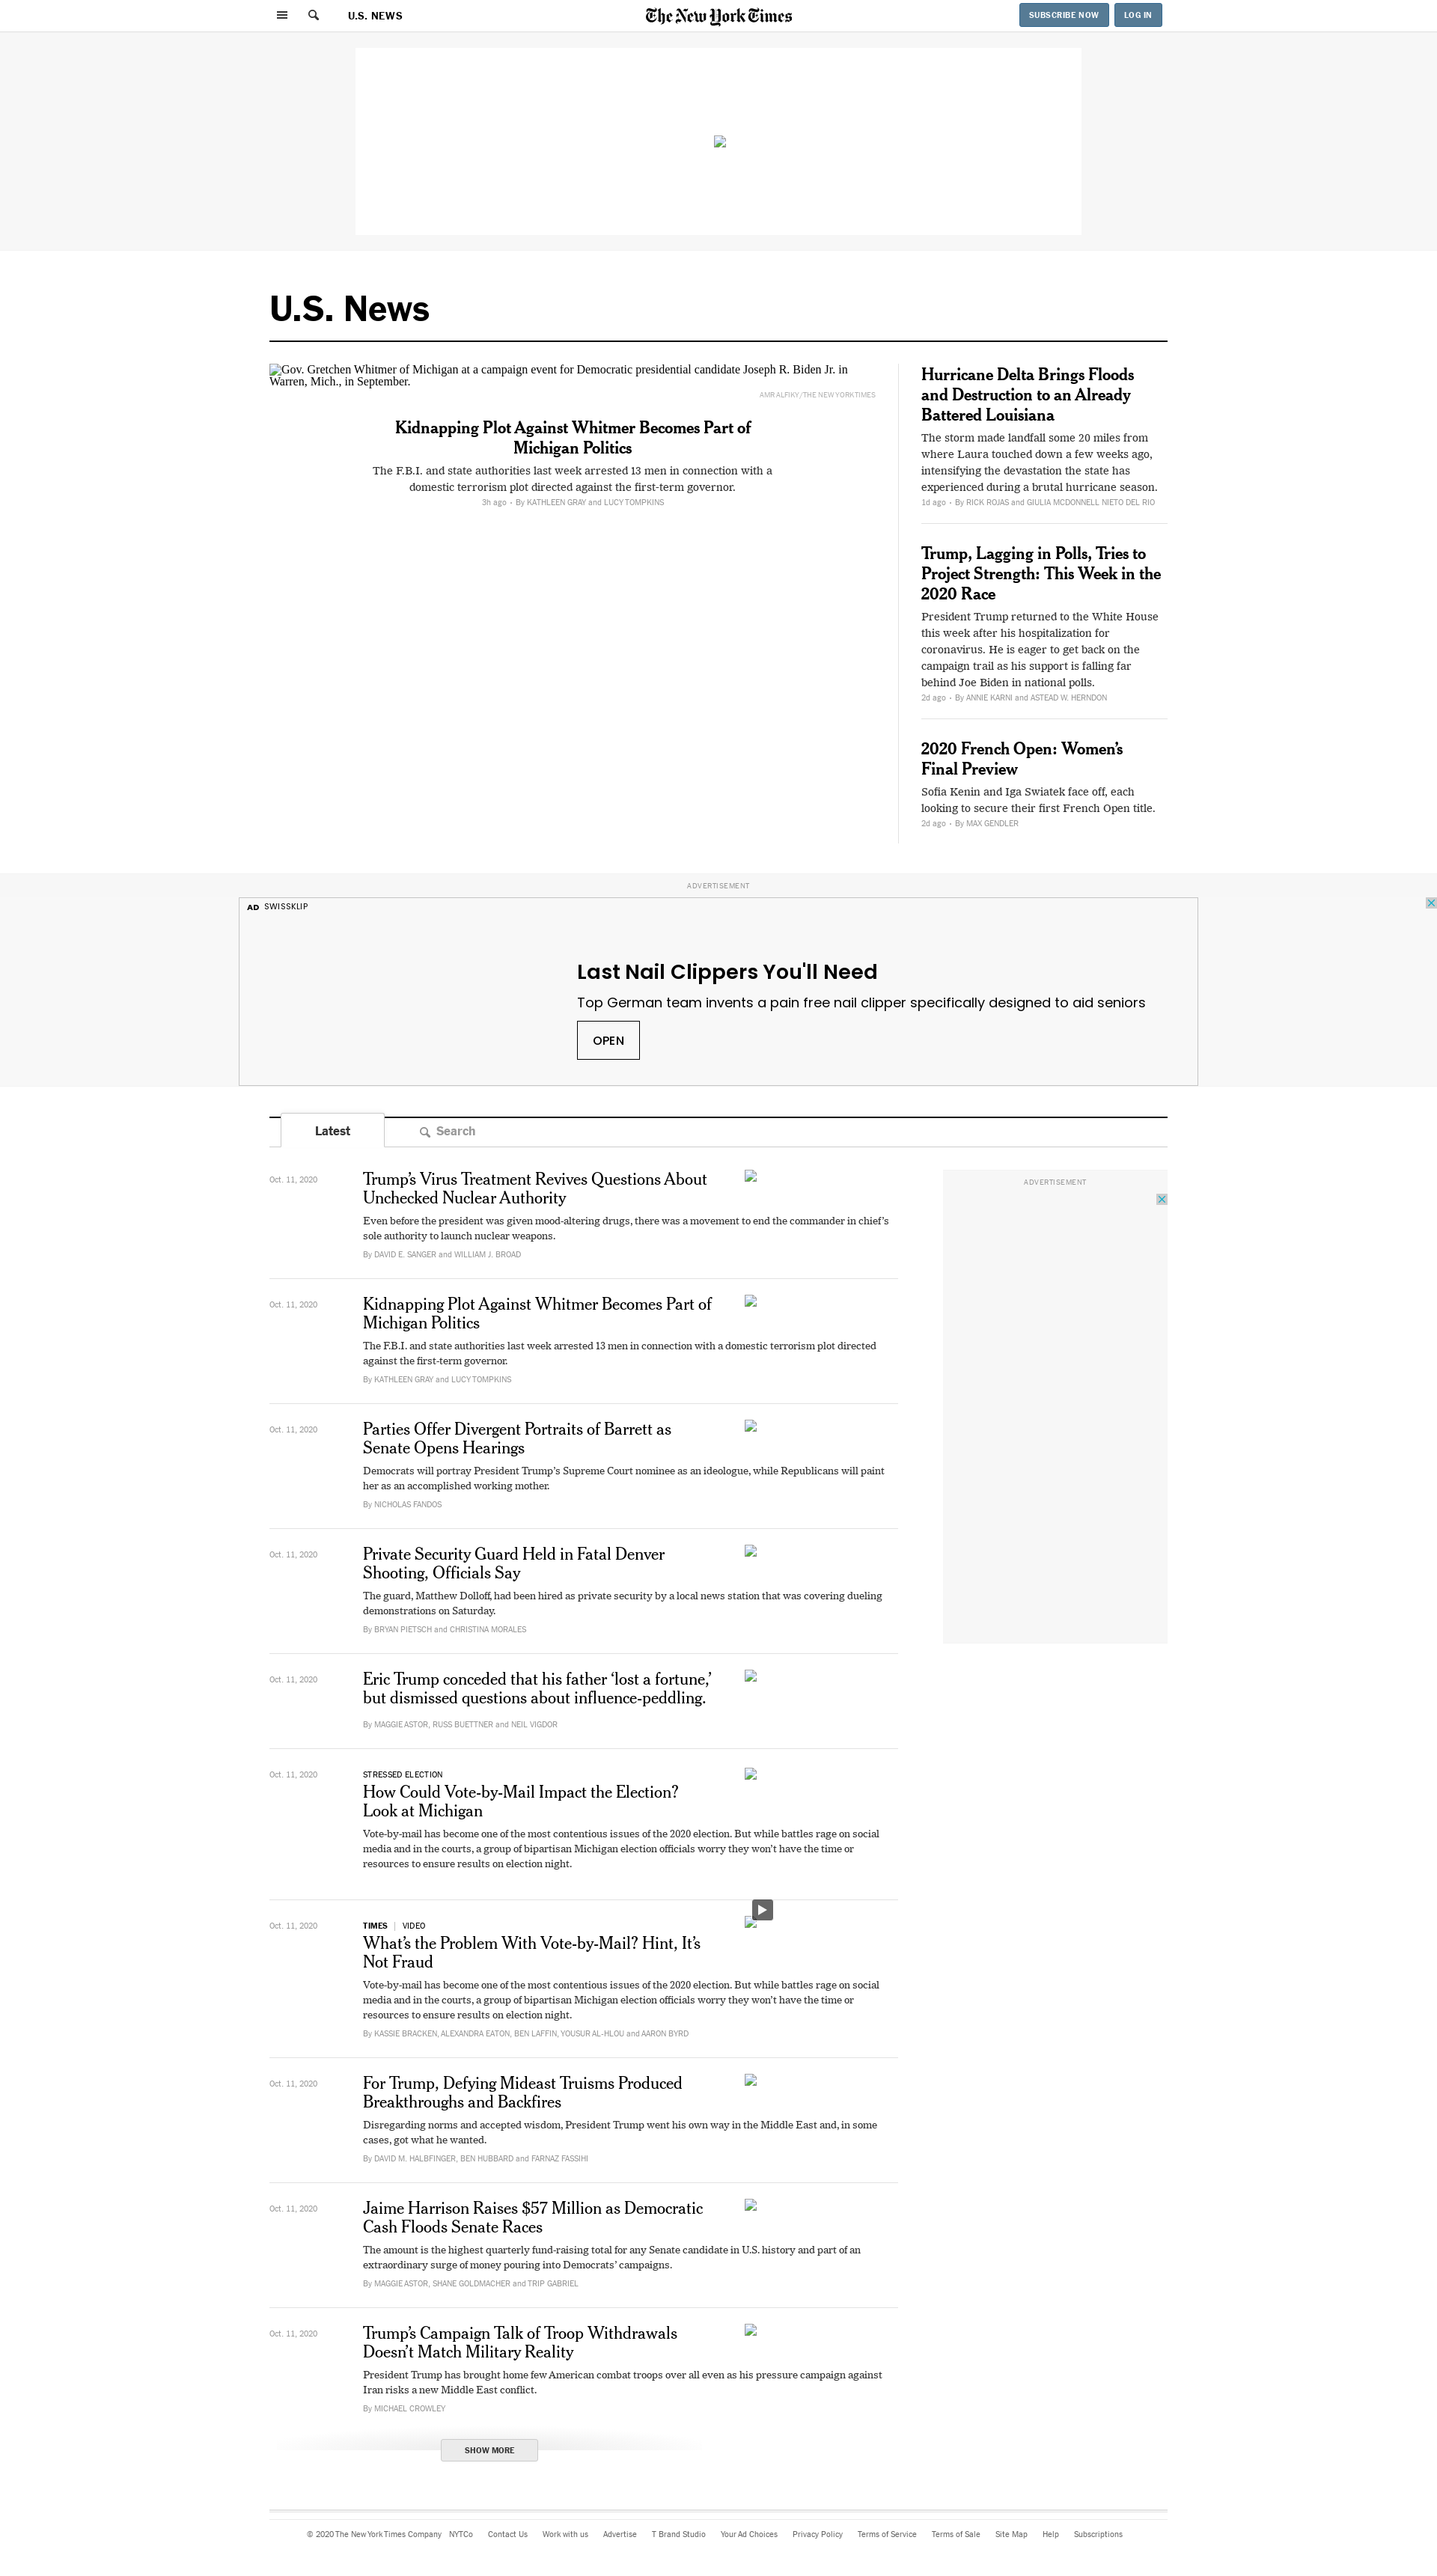 U.S. NEWS
The New York Times
SUBSCRIBE NOW
LOG IN
U.S. News
Gov. Gretchen Whitmer of Michigan at a campaign event for Democratic presidential candidate Joseph R. Biden Jr. in
Warren, Mich., in September.
AMR ALFIKY/THE NEW YORK TIMES
Kidnapping Plot Against Whitmer Becomes Part of
Michigan Politics
The F.B.I. and state authorities last week arrested 13 men in connection with a
domestic terrorism plot directed against the first-term governor.
3h ago · By KATHLEEN GRAY and LUCY TOMPKINS
Hurricane Delta Brings Floods
and Destruction to an Already
Battered Louisiana
The storm made landfall some 20 miles from
where Laura touched down a few weeks ago,
intensifying the devastation the state has
experienced during a brutal hurricane season.
1d ago · By RICK ROJAS and GIULIA MCDONNELL NIETO DEL RIO
Trump, Lagging in Polls, Tries to
Project Strength: This Week in the
2020 Race
President Trump returned to the White House
this week after his hospitalization for
coronavirus. He is eager to get back on the
campaign trail as his support is falling far
behind Joe Biden in national polls.
2d ago · By ANNIE KARNI and ASTEAD W. HERNDON
2020 French Open: Women’s
Final Preview
Sofia Kenin and Iga Swiatek face off, each
looking to secure their first French Open title.
2d ago · By MAX GENDLER
ADVERTISEMENT
AD SWISSKLIP
Last Nail Clippers You'll Need
Top German team invents a pain free nail clipper specifically designed to aid seniors
OPEN
Latest
Search
Oct. 11, 2020
Trump’s Virus Treatment Revives Questions About
Unchecked Nuclear Authority
Even before the president was given mood-altering drugs, there was a movement to end the commander in chief’s
sole authority to launch nuclear weapons.
By DAVID E. SANGER and WILLIAM J. BROAD
ADVERTISEMENT
Oct. 11, 2020
Kidnapping Plot Against Whitmer Becomes Part of
Michigan Politics
The F.B.I. and state authorities last week arrested 13 men in connection with a domestic terrorism plot directed
against the first-term governor.
By KATHLEEN GRAY and LUCY TOMPKINS
Oct. 11, 2020
Parties Offer Divergent Portraits of Barrett as
Senate Opens Hearings
Democrats will portray President Trump’s Supreme Court nominee as an ideologue, while Republicans will paint
her as an accomplished working mother.
By NICHOLAS FANDOS
Oct. 11, 2020
Private Security Guard Held in Fatal Denver
Shooting, Officials Say
The guard, Matthew Dolloff, had been hired as private security by a local news station that was covering dueling
demonstrations on Saturday.
By BRYAN PIETSCH and CHRISTINA MORALES
Oct. 11, 2020
Eric Trump conceded that his father ‘lost a fortune,’
but dismissed questions about influence-peddling.
By MAGGIE ASTOR, RUSS BUETTNER and NEIL VIGDOR
Oct. 11, 2020
STRESSED ELECTION
How Could Vote-by-Mail Impact the Election?
Look at Michigan
Vote-by-mail has become one of the most contentious issues of the 2020 election. But while battles rage on social
media and in the courts, a group of bipartisan Michigan election officials worry they won’t have the time or
resources to ensure results on election night.
Oct. 11, 2020
TIMES | VIDEO
What’s the Problem With Vote-by-Mail? Hint, It’s
Not Fraud
Vote-by-mail has become one of the most contentious issues of the 2020 election. But while battles rage on social
media and in the courts, a group of bipartisan Michigan election officials worry they won’t have the time or
resources to ensure results on election night.
By KASSIE BRACKEN, ALEXANDRA EATON, BEN LAFFIN, YOUSUR AL-HLOU and AARON BYRD
Oct. 11, 2020
For Trump, Defying Mideast Truisms Produced
Breakthroughs and Backfires
Disregarding norms and accepted wisdom, President Trump went his own way in the Middle East and, in some
cases, got what he wanted.
By DAVID M. HALBFINGER, BEN HUBBARD and FARNAZ FASSIHI
Oct. 11, 2020
Jaime Harrison Raises $57 Million as Democratic
Cash Floods Senate Races
The amount is the highest quarterly fund-raising total for any Senate candidate in U.S. history and part of an
extraordinary surge of money pouring into Democrats’ campaigns.
By MAGGIE ASTOR, SHANE GOLDMACHER and TRIP GABRIEL
Oct. 11, 2020
Trump’s Campaign Talk of Troop Withdrawals
Doesn’t Match Military Reality
President Trump has brought home few American combat troops over all even as his pressure campaign against
Iran risks a new Middle East conflict.
By MICHAEL CROWLEY
SHOW MORE
© 2020 The New York Times Company NYTCo Contact Us Work with us Advertise T Brand Studio Your Ad Choices Privacy Policy Terms of Service Terms of Sale Site Map Help Subscriptions